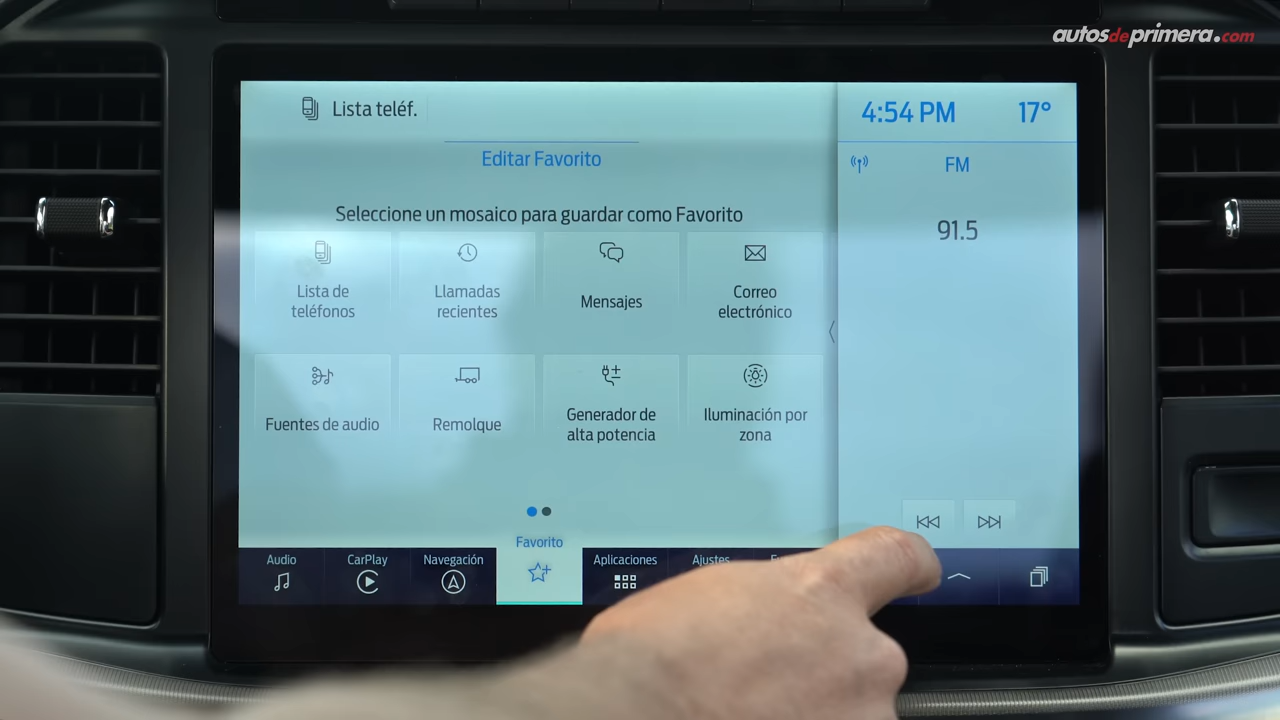 autosdeprimera.com
Lista teléf.
4:54 PM 17°
Editar Favorito
FM
Seleccione un mosaico para guardar como Favorito
91.5
Lista de
teléfonos
Llamadas
recientes
Mensajes
Correo
electrónico
Fuentes de audio
Remolque
Generador de
alta potencia
Iluminación por
zona
Favorito
Audio
CarPlay
Navegación
Aplicaciones
Ajustes